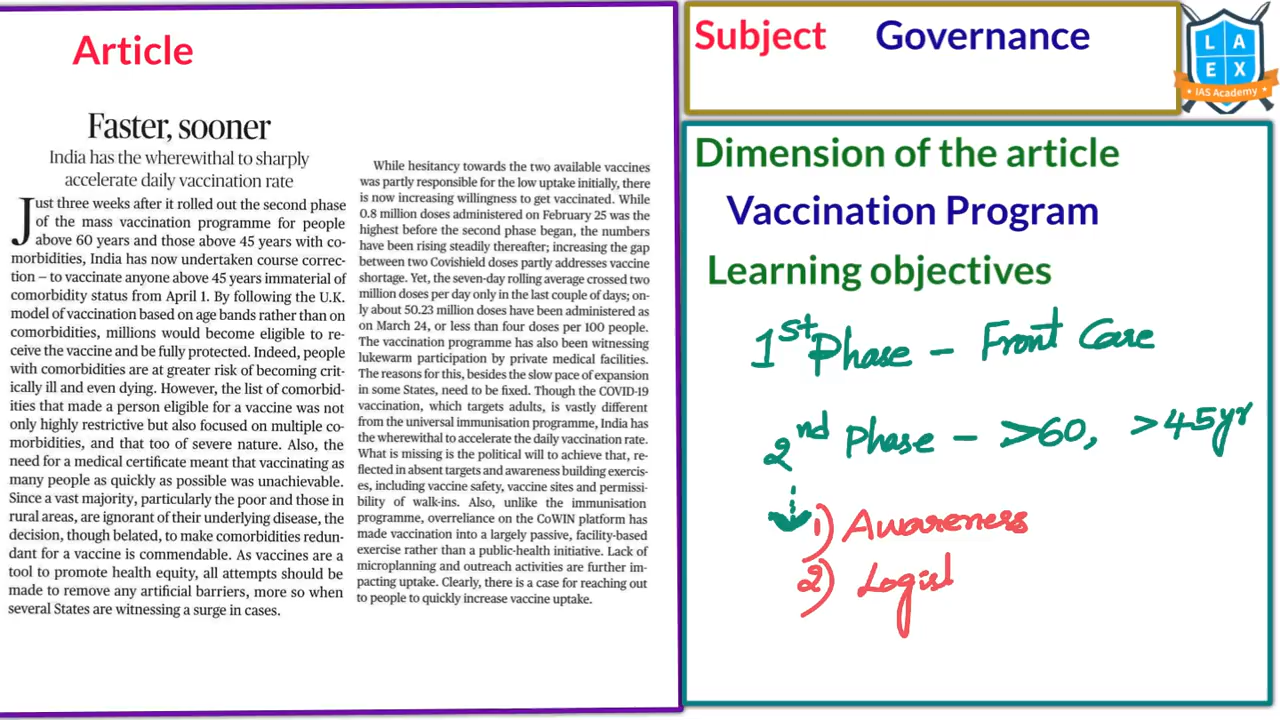 Article
Faster, sooner
India has the wherewithal to sharply
accelerate daily vaccination rate
Just three weeks after it rolled out the second phase
of the mass vaccination programme for people
above 60 years and those above 45 years with co-
morbidities, India has now undertaken course correc-
tion – to vaccinate anyone above 45 years immaterial of
comorbidity status from April 1. By following the U.K.
model of vaccination based on age bands rather than on
comorbidities, millions would become eligible to re-
ceive the vaccine and be fully protected. Indeed, people
with comorbidities are at greater risk of becoming crit-
ically ill and even dying. However, the list of comorbid-
ities that made a person eligible for a vaccine was not
only highly restrictive but also focused on multiple co-
morbidities, and that too of severe nature. Also, the
need for a medical certificate meant that vaccinating as
many people as quickly as possible was unachievable.
Since a vast majority, particularly the poor and those in
rural areas, are ignorant of their underlying disease, the
decision, though belated, to make comorbidities redun-
dant for a vaccine is commendable. As vaccines are a
tool to promote health equity, all attempts should be
made to remove any artificial barriers, more so when
several States are witnessing a surge in cases.
While hesitancy towards the two available vaccines
was partly responsible for the low uptake initially, there
is now increasing willingness to get vaccinated. While
0.8 million doses administered on February 25 was the
highest before the second phase began, the numbers
have been rising steadily thereafter; increasing the gap
between two Covishield doses partly addresses vaccine
shortage. Yet, the seven-day rolling average crossed two
million doses per day only in the last couple of days; on-
ly about 50.23 million doses have been administered as
on March 24, or less than four doses per 100 people.
The vaccination programme has also been witnessing
lukewarm participation by private medical facilities.
The reasons for this, besides the slow pace of expansion
in some States, need to be fixed. Though the COVID-19
vaccination, which targets adults, is vastly different
from the universal immunisation programme, India has
the wherewithal to accelerate the daily vaccination rate.
What is missing is the political will to achieve that, re-
flected in absent targets and awareness building exercis-
es, including vaccine safety, vaccine sites and permissi-
bility of walk-ins. Also, unlike the immunisation
programme, overreliance on the CoWIN platform has
made vaccination into a largely passive, facility-based
exercise rather than a public-health initiative. Lack of
microplanning and outreach activities are further im-
pacting uptake. Clearly, there is a case for reaching out
to people to quickly increase vaccine uptake.
Subject Governance
L A
E X
IAS Academy
Dimension of the article
Vaccination Program
Learning objectives
1st Phase - Front Care
2nd Phase - >60, >45yr
1) Awareness
2) Logist